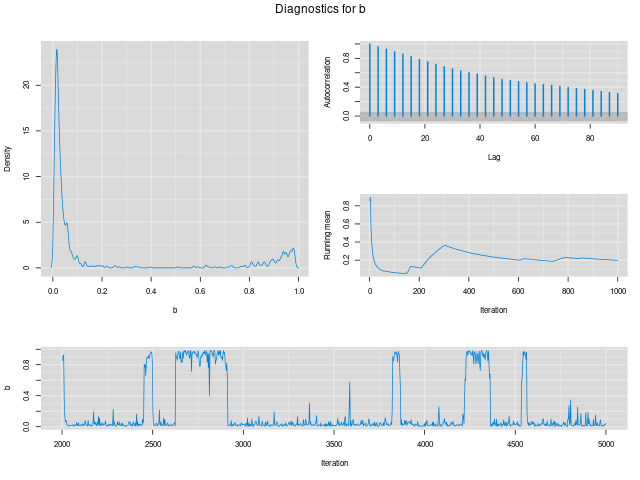 Diagnostics for b
Density
20
15
10
5
0
0.0 0.2 0.4 0.6 0.8 1.0
b
Autocorrelation
0.8
0.4
0.0
0 20 40 60 80
Lag
Running mean
0.8
0.6
0.4
0.2
0 200 400 600 800 1000
Iteration
b
0.8
0.4
0.0
2000 2500 3000 3500 4000 4500 5000
Iteration